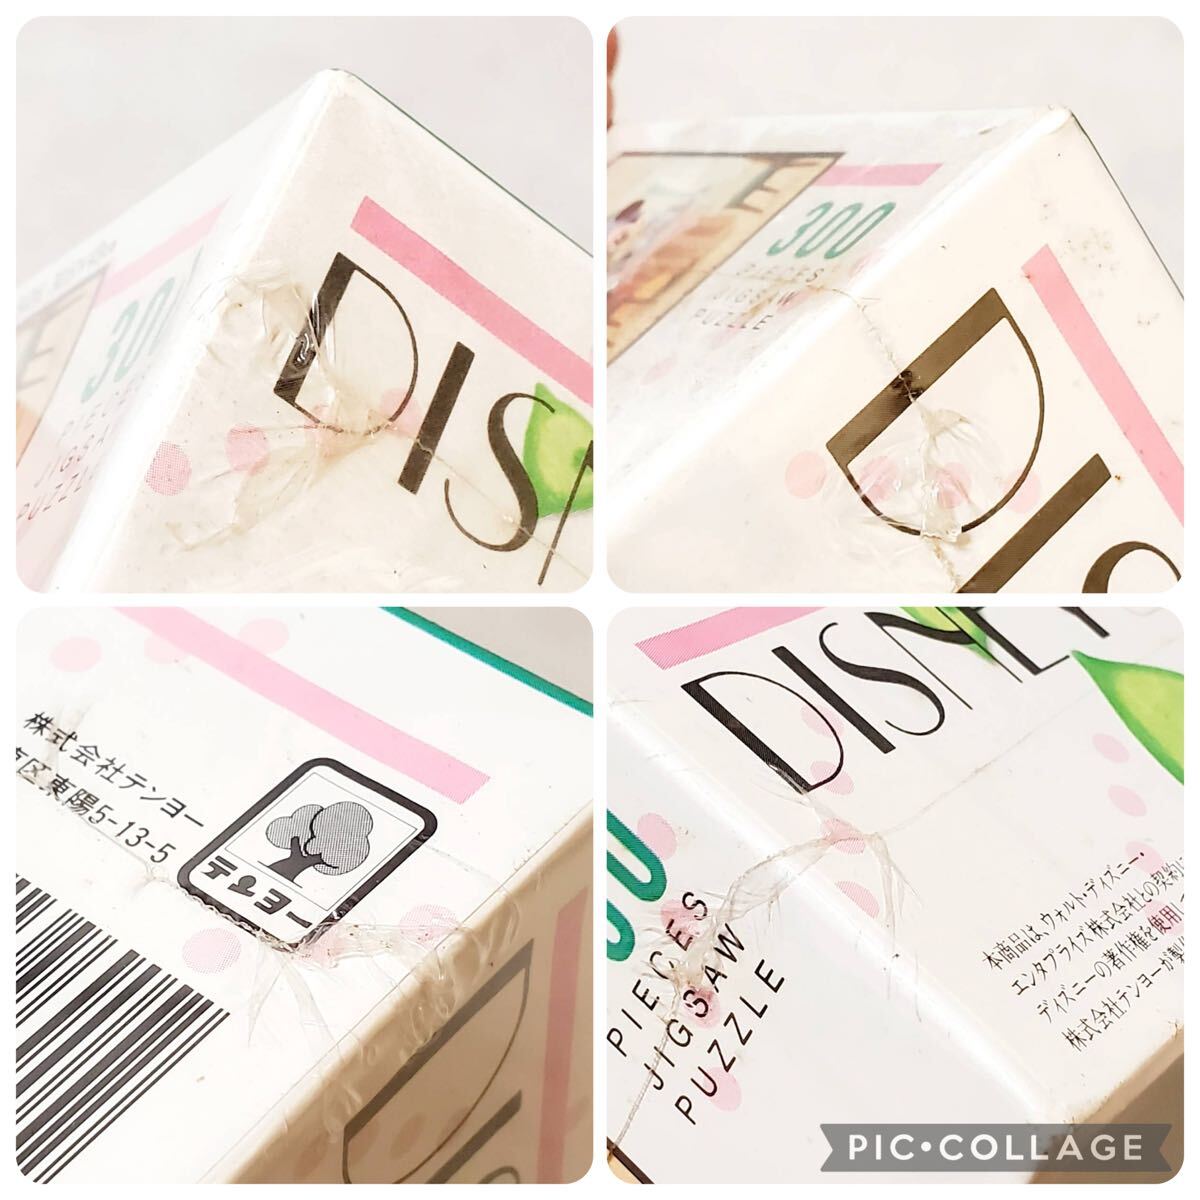 300
JIGSA
PUZZLE
DIS
300
PIECES
JIGSAW
PUZZLE
DIS
株式会社テンヨー
区東陽5-13-5
テンヨー
DISNEY
PIECES
JIGSAW
PUZZLE
本商品は、ウォルト・ディズニー・
エンタプライズ株式会社との契約に
ディズニーの著作権を使用し
株式会社テンヨーが製
PIC•COLLAGE